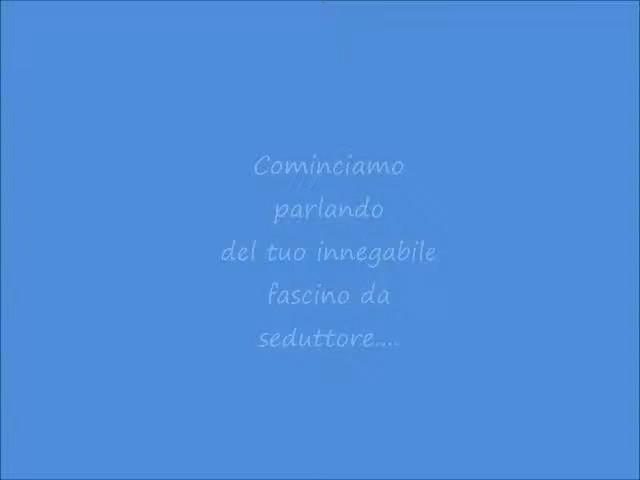 Cominciamo
parlando
del tuo innegabile
fascino da
seduttore....